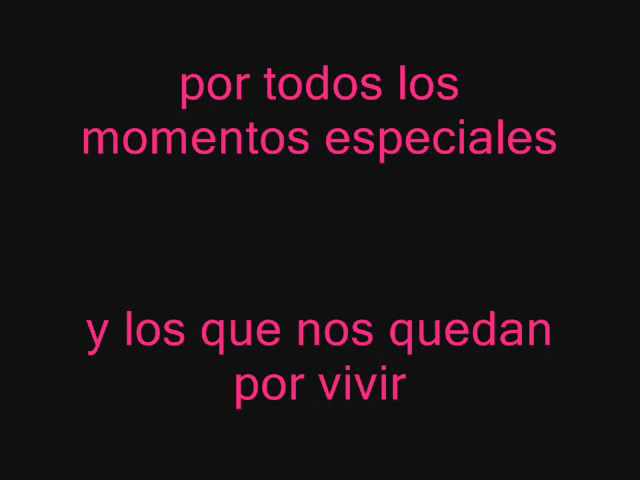 por todos los
momentos especiales
y los que nos quedan
por vivir